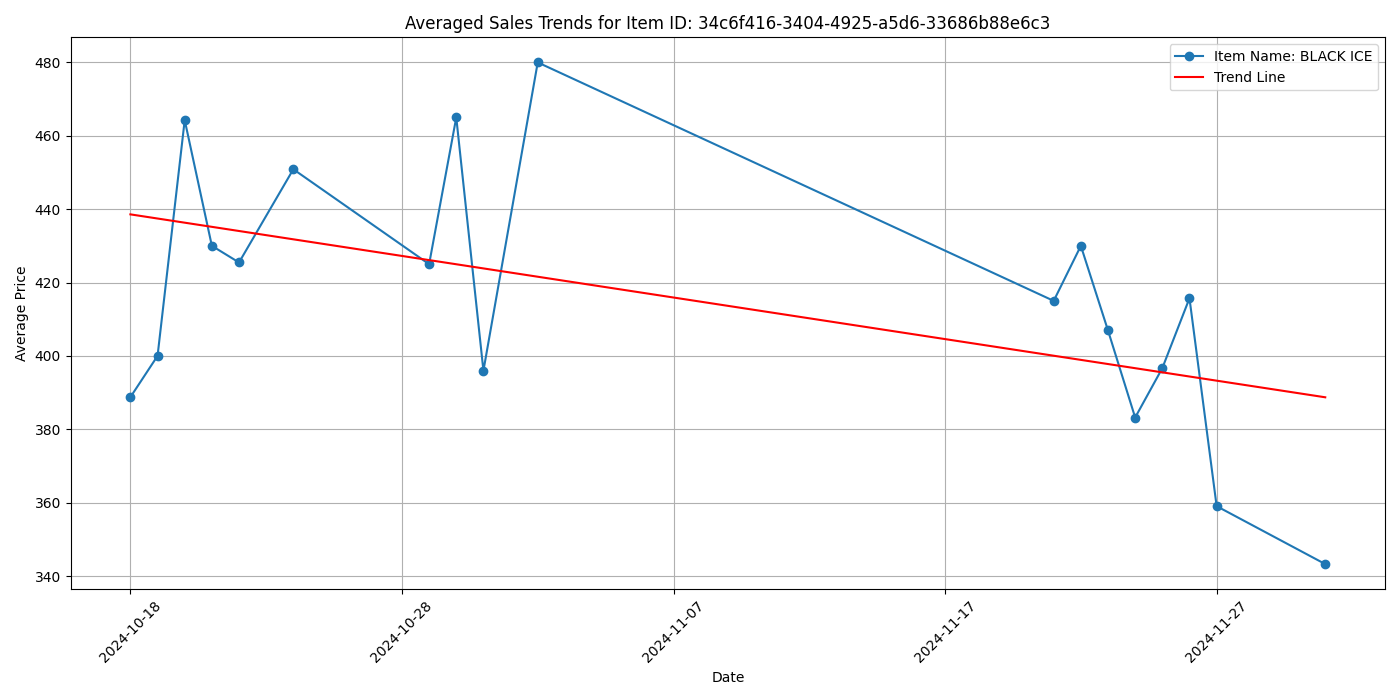 Averaged Sales Trends for Item ID: 34c6f416-3404-4925-a5d6-33686b88e6c3
Item Name: BLACK ICE
Trend Line
Average Price
480
460
440
420
400
380
360
340
2024-10-18
2024-10-28
2024-11-07
2024-11-17
2024-11-27
Date